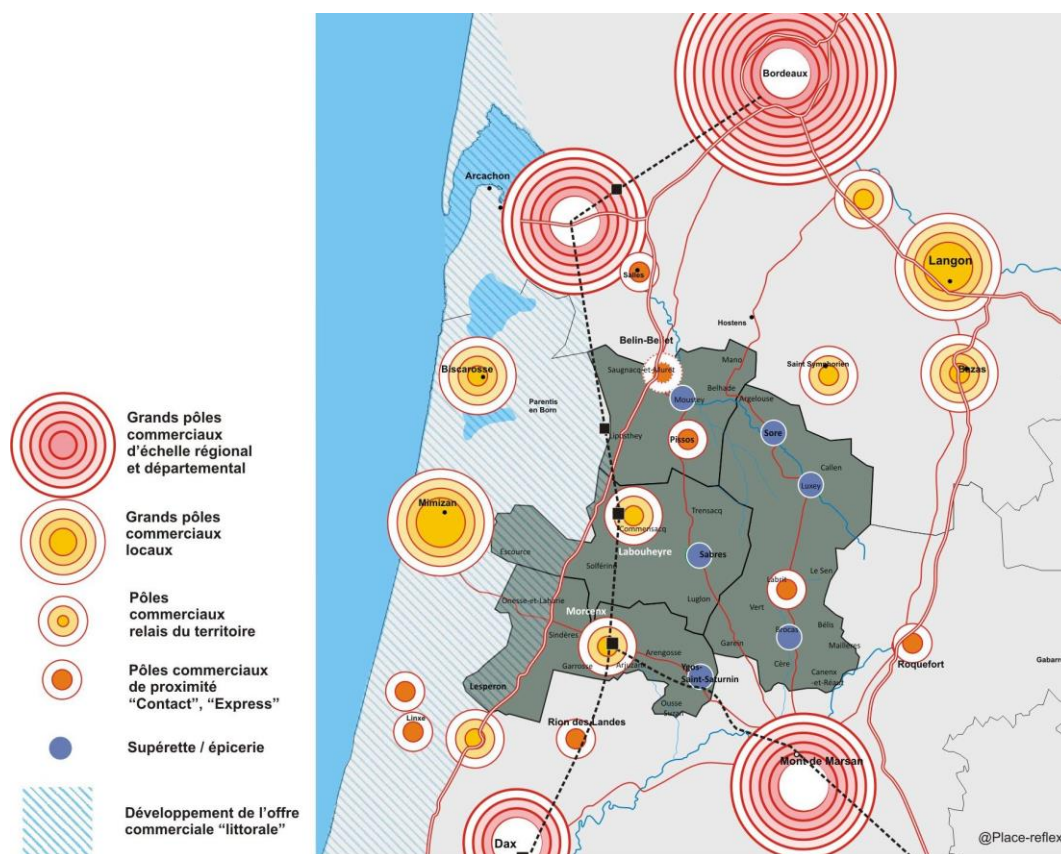 Grands pôles
commerciaux
d'échelle régional
et départemental
Grands pôles
commerciaux
locaux
Pôles
commerciaux
relais du territoire
Pôles commerciaux
de proximité
“Contact”, “Express”
Supérette / épicerie
Développement de l'offre
commerciale “littorale”
Bordeaux
Arcachon
Langon
Salles
Hostens
Belin-Beliet
Mano
Saugnacq-et-Muret
Saint Symphorien
Bazas
Biscarosse
Belhade
Argelouse
Moustey
Parentis
en Born
Liposthey
Pissos
Sore
Callen
Luxey
Mimizan
Trensacq
Commensacq
Escource
Labouheyre
Sabres
Solférino
Le Sen
Labrit
Onesse-et-Laharie
Luglon
Vert
Morcenx
Bélis
Sindères
Brocas
Garein
Maillères
Arengosse
Roquefort
Garrosse
Arjuzanx
Cère
Gabarr
Ygos-
Saint-Saturnin
Canenx
-et-Réaut
Lesperon
Ousse
Suzan
Linxe
Rion des Landes
Mont de Marsan
Dax
@Place-reflex